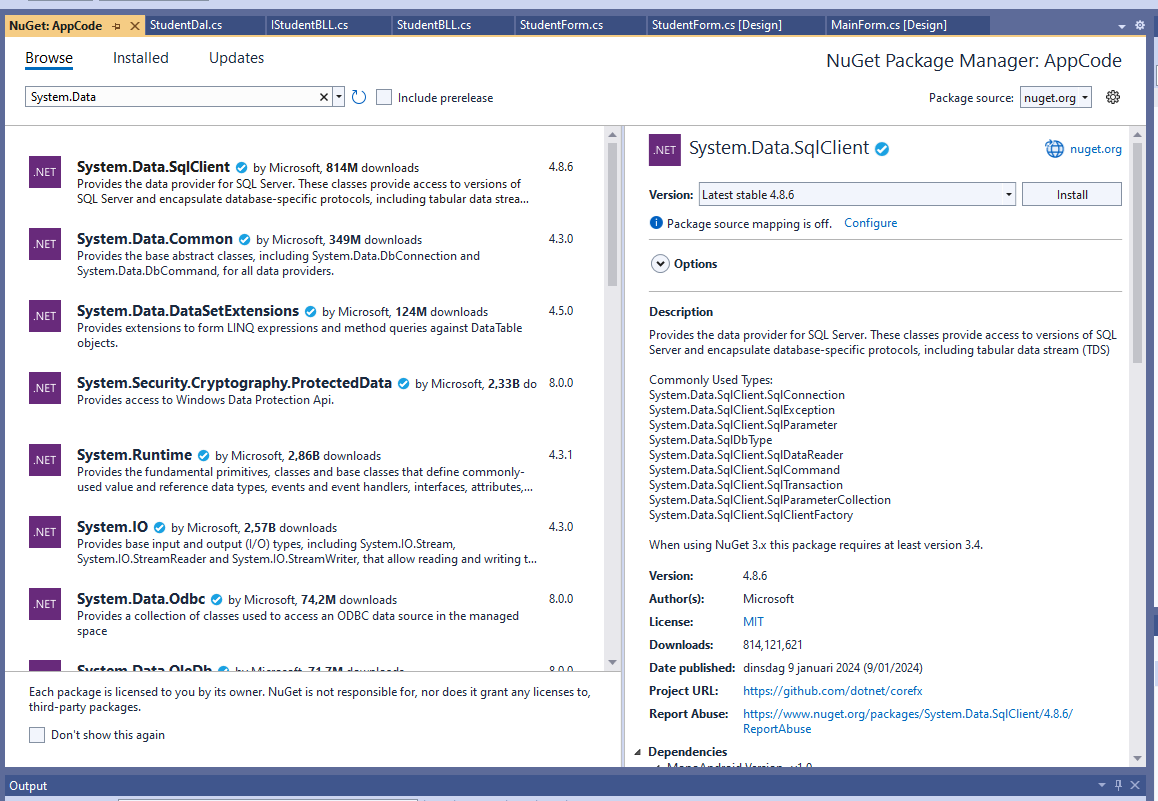 NuGet: AppCode
StudentDal.cs
IStudentBLL.cs
StudentBLL.cs
StudentForm.cs
StudentForm.cs [Design]
MainForm.cs [Design]
Browse
Installed
Updates
NuGet Package Manager: AppCode
System.Data
Include prerelease
Package source: nuget.org
.NET
System.Data.SqlClient by Microsoft, 814M downloads
4.8.6
Provides the data provider for SQL Server. These classes provide access to versions of
SQL Server and encapsulate database-specific protocols, including tabular data strea...
.NET
System.Data.Common by Microsoft, 349M downloads
4.3.0
Provides the base abstract classes, including System.Data.DbConnection and
System.Data.DbCommand, for all data providers.
.NET
System.Data.DataSetExtensions by Microsoft, 124M downloads
4.5.0
Provides extensions to form LINQ expressions and method queries against DataTable
objects.
.NET
System.Security.Cryptography.ProtectedData by Microsoft, 2,33B do
8.0.0
Provides access to Windows Data Protection Api.
.NET
System.Runtime by Microsoft, 2,86B downloads
4.3.1
Provides the fundamental primitives, classes and base classes that define commonly-
used value and reference data types, events and event handlers, interfaces, attributes,...
.NET
System.IO by Microsoft, 2,57B downloads
4.3.0
Provides base input and output (I/O) types, including System.IO.Stream,
System.IO.StreamReader and System.IO.StreamWriter, that allow reading and writing t...
.NET
System.Data.Odbc by Microsoft, 74,2M downloads
8.0.0
Provides a collection of classes used to access an ODBC data source in the managed
space
System.Data.OleDb by Microsoft, 71,7M downloads
8.0.0
Each package is licensed to you by its owner. NuGet is not responsible for, nor does it grant any licenses to,
third-party packages.
Don't show this again
.NET
System.Data.SqlClient
nuget.org
Version: Latest stable 4.8.6
Install
Package source mapping is off. Configure
Options
Description
Provides the data provider for SQL Server. These classes provide access to versions of SQL
Server and encapsulate database-specific protocols, including tabular data stream (TDS)
Commonly Used Types:
System.Data.SqlClient.SqlConnection
System.Data.SqlClient.SqlException
System.Data.SqlClient.SqlParameter
System.Data.SqlDbType
System.Data.SqlClient.SqlDataReader
System.Data.SqlClient.SqlCommand
System.Data.SqlClient.SqlTransaction
System.Data.SqlClient.SqlParameterCollection
System.Data.SqlClient.SqlClientFactory
When using NuGet 3.x this package requires at least version 3.4.
Version: 4.8.6
Author(s): Microsoft
License: MIT
Downloads: 814,121,621
Date published: dinsdag 9 januari 2024 (9/01/2024)
Project URL: https://github.com/dotnet/corefx
Report Abuse: https://www.nuget.org/packages/System.Data.SqlClient/4.8.6/
ReportAbuse
Dependencies
MonoAndroid,Version=v1.0
Output